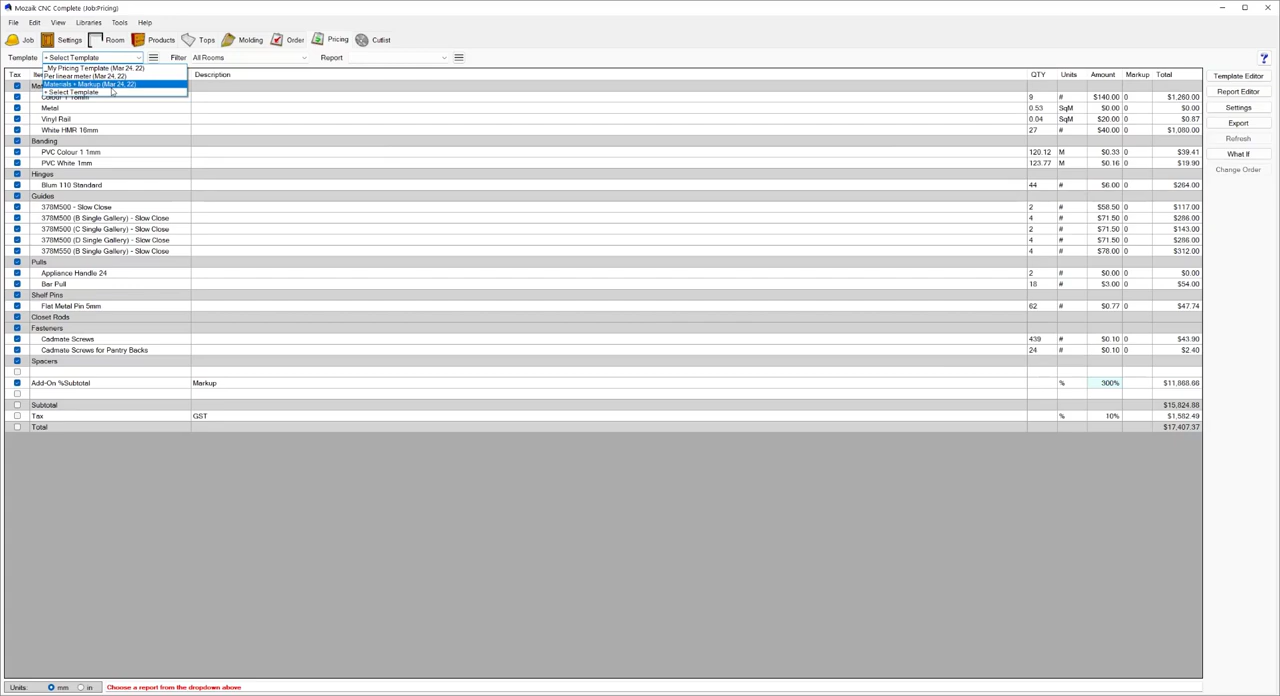 Mozaik CNC Complete (Job:Pricing)
File Edit View Libraries Tools Help
Job Settings Room Products Tops Molding Order Pricing Cutlist
Template + Select Template Filter All Rooms Report
_My Pricing Template (Mar 24, 22)
Per linear meter (Mar 24, 22)
Materials + Markup (Mar 24, 22)
+ Select Template
Tax Description QTY Units Amount Markup Total
Template Editor
Report Editor
Settings
Export
Refresh
What If
Change Order
Colour 1 16mm 9 # $140.00 0 $1,260.00
Metal 0.53 SqM $0.00 0 $0.00
Vinyl Rail 0.04 SqM $20.00 0 $0.87
White HMR 16mm 27 # $40.00 0 $1,080.00
Banding
PVC Colour 1 1mm 120.12 M $0.33 0 $39.41
PVC White 1mm 123.77 M $0.16 0 $19.90
Hinges
Blum 110 Standard 44 # $6.00 0 $264.00
Guides
378M500 - Slow Close 2 # $58.50 0 $117.00
378M500 (B Single Gallery) - Slow Close 4 # $71.50 0 $286.00
378M500 (C Single Gallery) - Slow Close 2 # $71.50 0 $143.00
378M500 (D Single Gallery) - Slow Close 4 # $71.50 0 $286.00
378M550 (B Single Gallery) - Slow Close 4 # $78.00 0 $312.00
Pulls
Appliance Handle 24 2 # $0.00 0 $0.00
Bar Pull 18 # $3.00 0 $54.00
Shelf Pins
Flat Metal Pin 5mm 62 # $0.77 0 $47.74
Closet Rods
Fasteners
Cadmate Screws 439 # $0.10 0 $43.90
Cadmate Screws for Pantry Backs 24 # $0.10 0 $2.40
Spacers
Add-On %Subtotal Markup % 300% $11,868.66
Subtotal $15,824.88
Tax GST % 10% $1,582.49
Total $17,407.37
Units: mm in Choose a report from the dropdown above